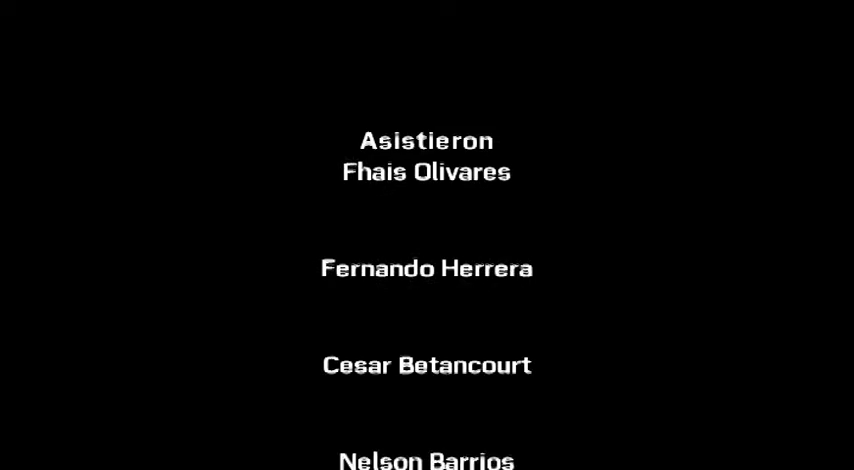 Asistieron
Fhais Olivares
Fernando Herrera
Cesar Betancourt
Nelson Barrios